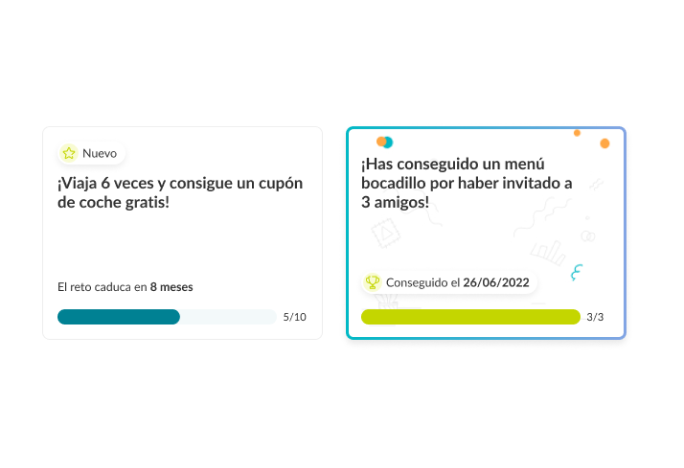 Nuevo
¡Viaja 6 veces y consigue un cupón
de coche gratis!
El reto caduca en 8 meses
5/10
¡Has conseguido un menú
bocadillo por haber invitado a
3 amigos!
Conseguido el 26/06/2022
3/3